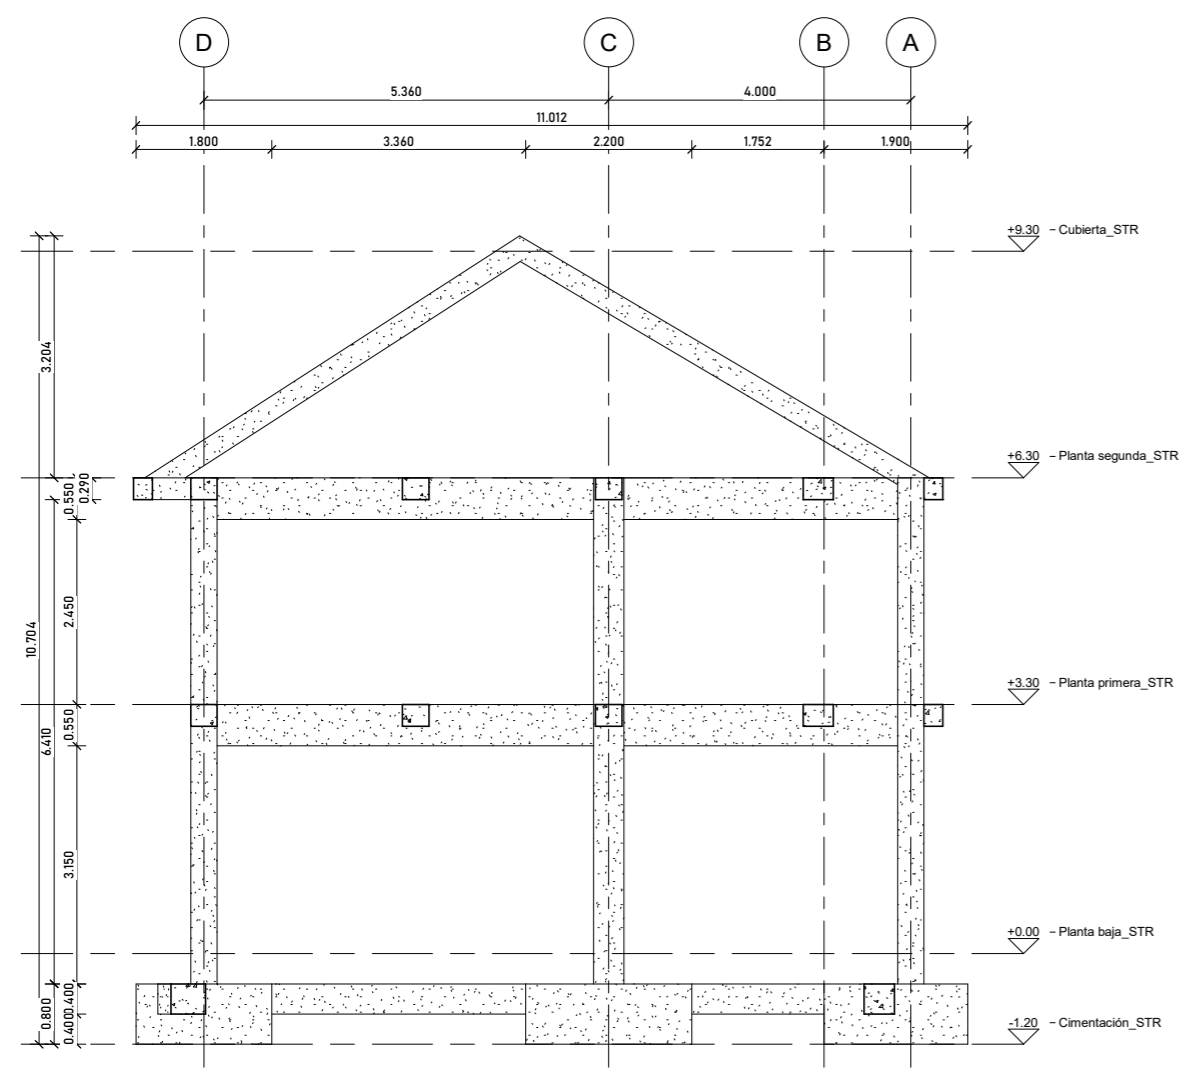 D C B A
5.360 4.000
11.012
1.800 3.360 2.200 1.752 1.900
+9.30 – Cubierta_STR
3.204
+6.30 – Planta segunda_STR
0.550 0.290
2.450
10.704
+3.30 – Planta primera_STR
0.550
6.410
3.150
+0.00 – Planta baja_STR
0.800 0.400 0.400
-1.20 – Cimentación_STR